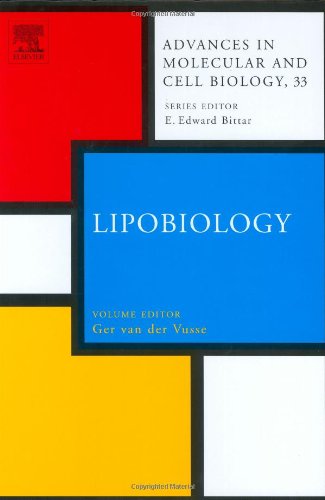 ELSEVIER
ADVANCES IN
MOLECULAR AND
CELL BIOLOGY, 33
SERIES EDITOR
E. Edward Bittar
LIPOBIOLOGY
VOLUME EDITOR
Ger van der Vusse